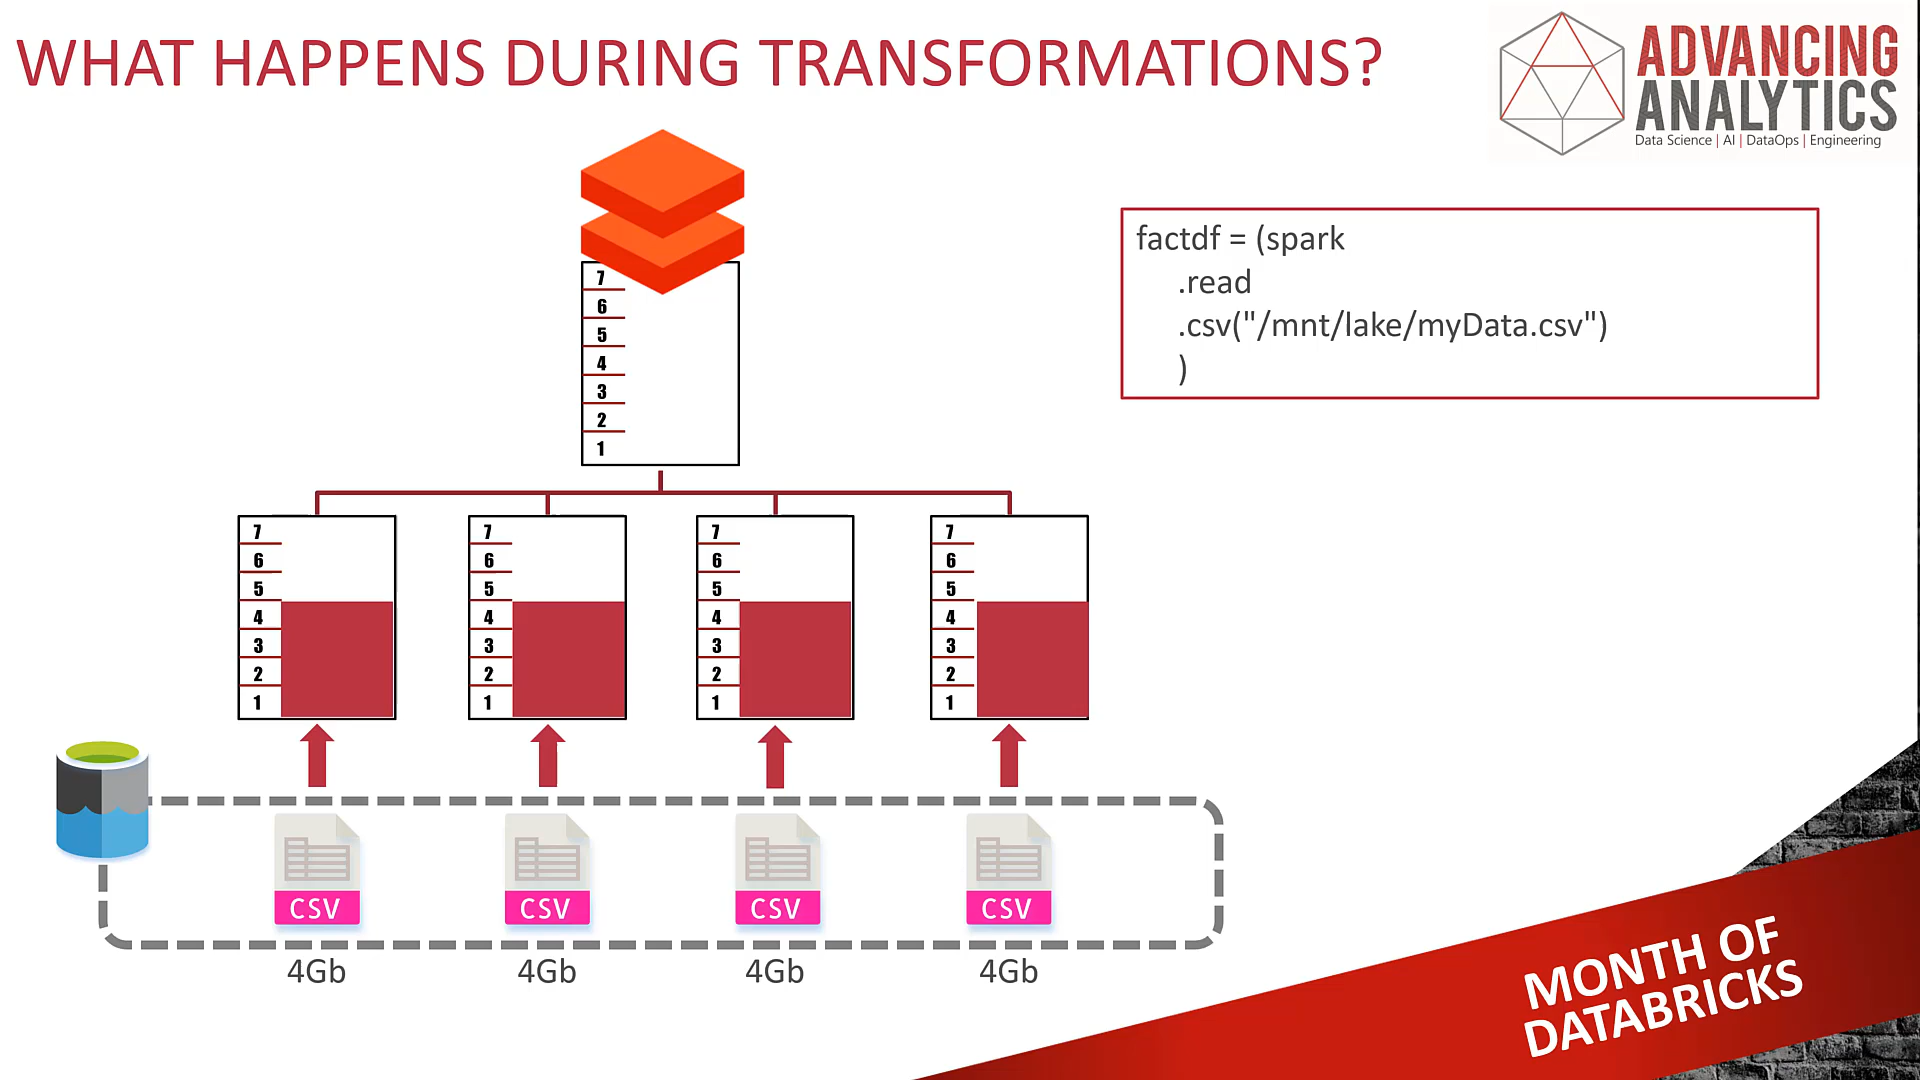 WHAT HAPPENS DURING TRANSFORMATIONS?
ADVANCING
ANALYTICS
Data Science | AI | DataOps | Engineering
factdf = (spark
.read
.csv("/mnt/lake/myData.csv")
)
7
6
5
4
3
2
1
7
6
5
4
3
2
1
7
6
5
4
3
2
1
7
6
5
4
3
2
1
7
6
5
4
3
2
1
CSV
CSV
CSV
CSV
4Gb
4Gb
4Gb
4Gb
MONTH OF
DATABRICKS